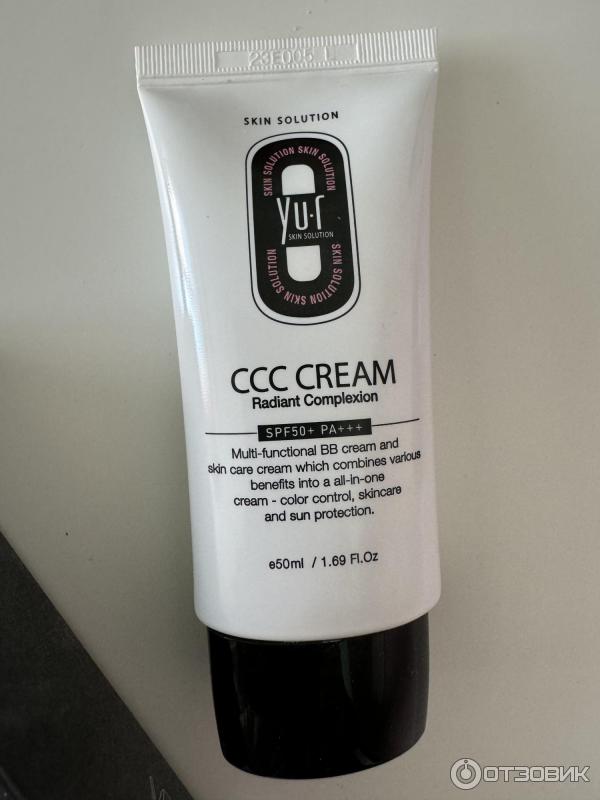 23E005 L
SKIN SOLUTION
SKIN SOLUTION SKIN SOLUTION
yu·r
SKIN SOLUTION
SKIN SOLUTION SKIN SOLUTION
CCC CREAM
Radiant Complexion
SPF50+ PA+++
Multi-functional BB cream and
skin care cream which combines various
benefits into a all-in-one
cream - color control, skincare
and sun protection.
e50ml / 1.69 Fl.Oz
ОТЗОВИК